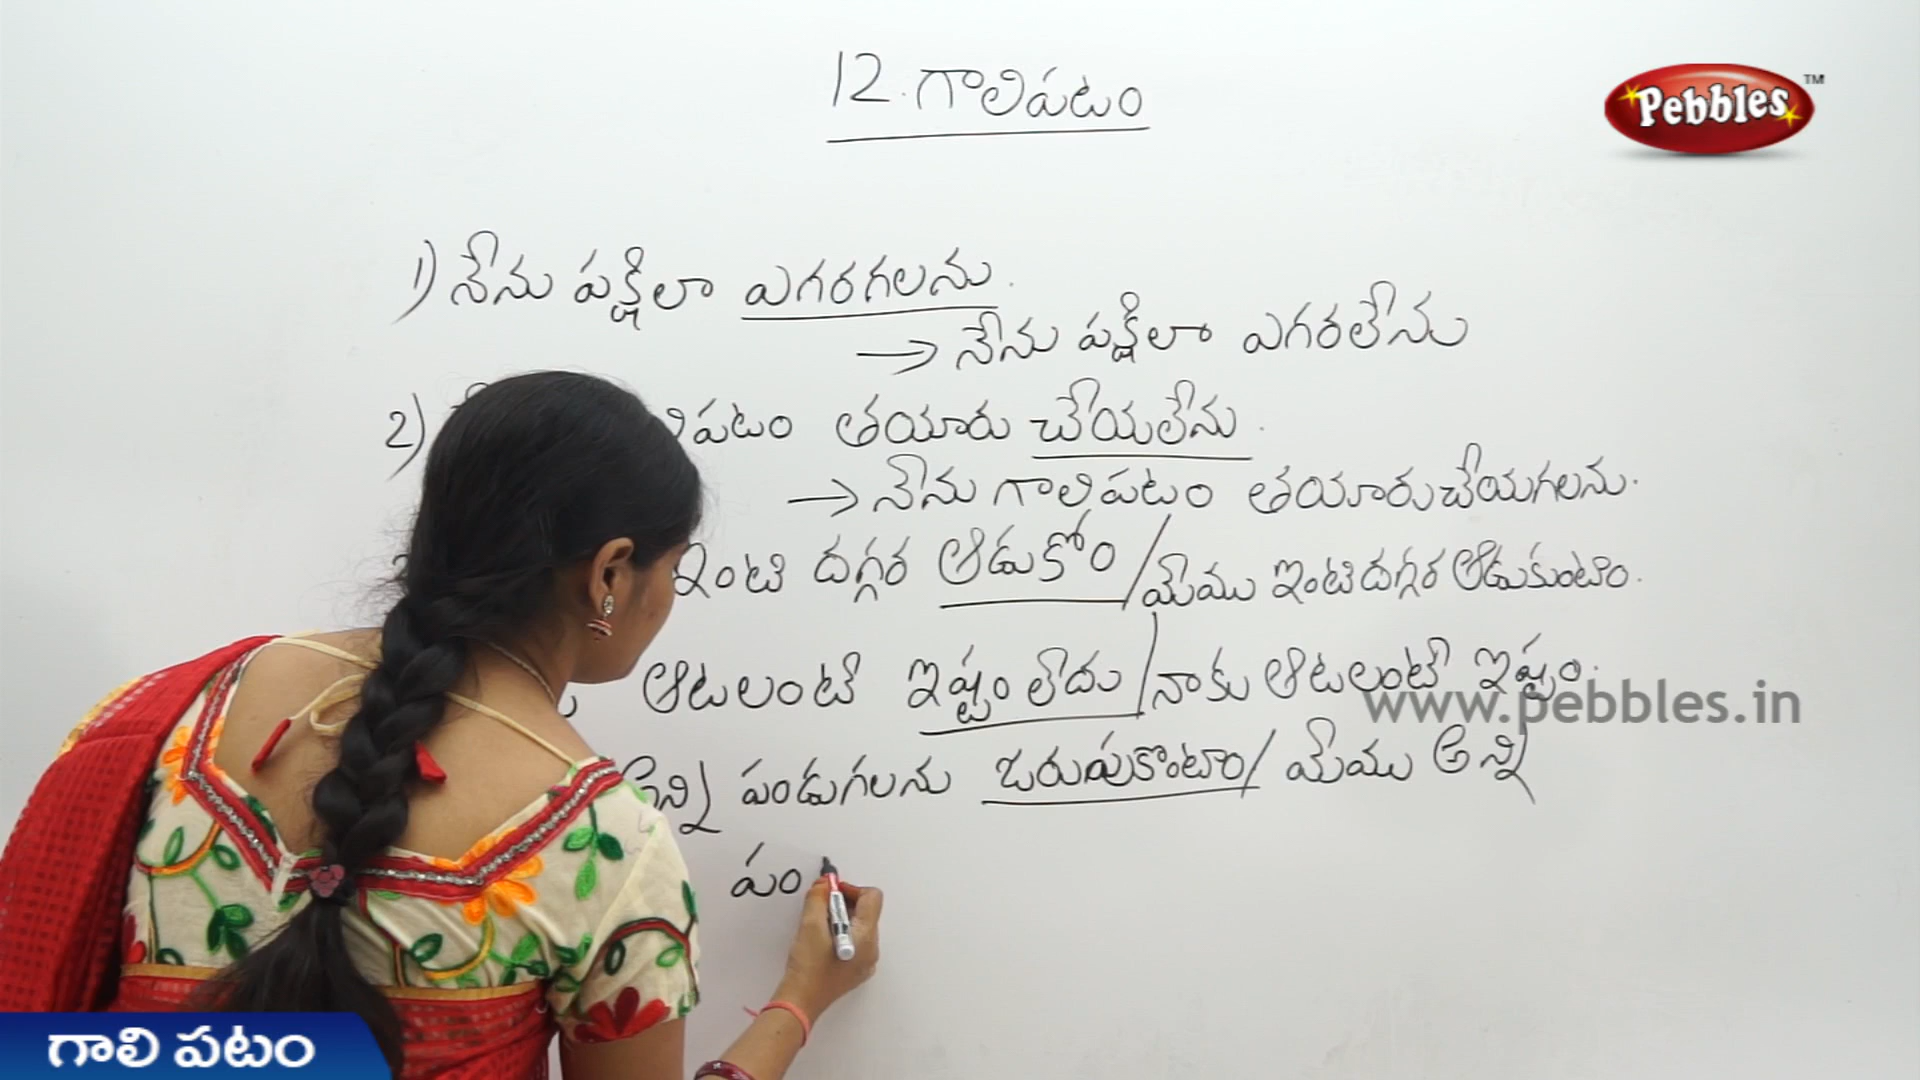 12. గాలిపటం
Pebbles TM
1) నేను పక్షిలా ఎగరగలను.
→ నేను పక్షిలా ఎగరలేను
2) లిపటం తయారు చేయలేను.
→ నేను గాలిపటం తయారుచేయగలను.
ఇంటి దగ్గర ఆడుకోం / మేము ఇంటిదగ్గర ఆడుకుంటాం.
ఆటలంటే ఇష్టం లేదు / నాకు ఆటలంటే ఇష్టం.
www.pebbles.in
అన్ని పండుగలను జరుపుకొంటాం / మేము అన్ని
పం
గాలి పటం